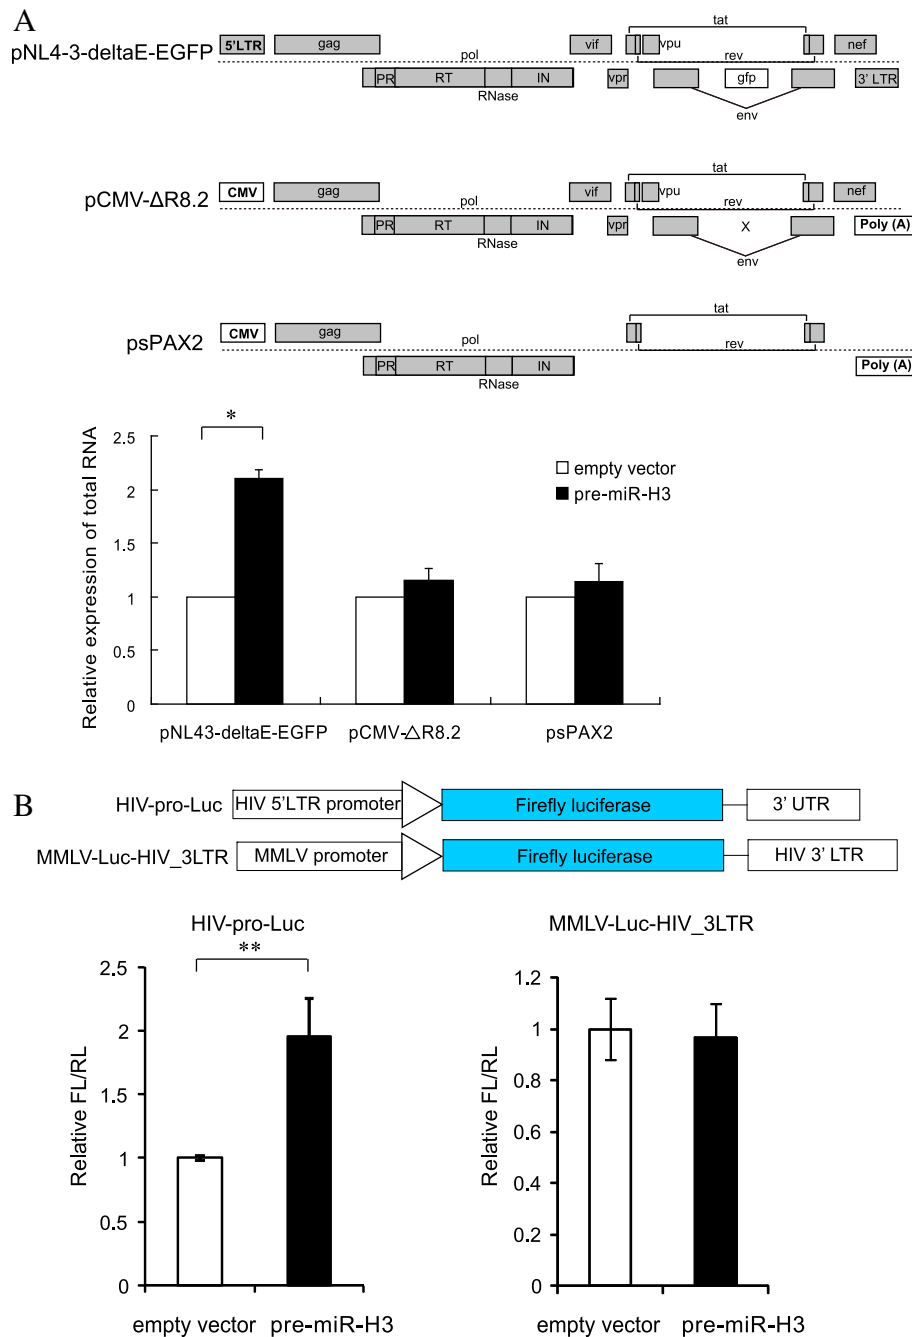 A
pNL4-3-deltaE-EGFP
5'LTR
gag
pol
vif
tat
vpu
rev
nef
PR
RT
IN
RNase
vpr
gfp
env
3' LTR
pCMV-ΔR8.2
CMV
gag
pol
vif
tat
vpu
rev
nef
PR
RT
IN
RNase
vpr
X
env
Poly (A)
psPAX2
CMV
gag
pol
tat
rev
PR
RT
IN
RNase
Poly (A)
Relative expression of total RNA
2.5
2
1.5
1
0.5
0
*
empty vector
pre-miR-H3
pNL43-deltaE-EGFP
pCMV-△R8.2
psPAX2
B
HIV-pro-Luc
HIV 5'LTR promoter
Firefly luciferase
3' UTR
MMLV-Luc-HIV_3LTR
MMLV promoter
Firefly luciferase
HIV 3' LTR
HIV-pro-Luc
**
Relative FL/RL
2.5
2
1.5
1
0.5
0
empty vector
pre-miR-H3
MMLV-Luc-HIV_3LTR
Relative FL/RL
1.2
1
0.8
0.6
0.4
0.2
0
empty vector
pre-miR-H3